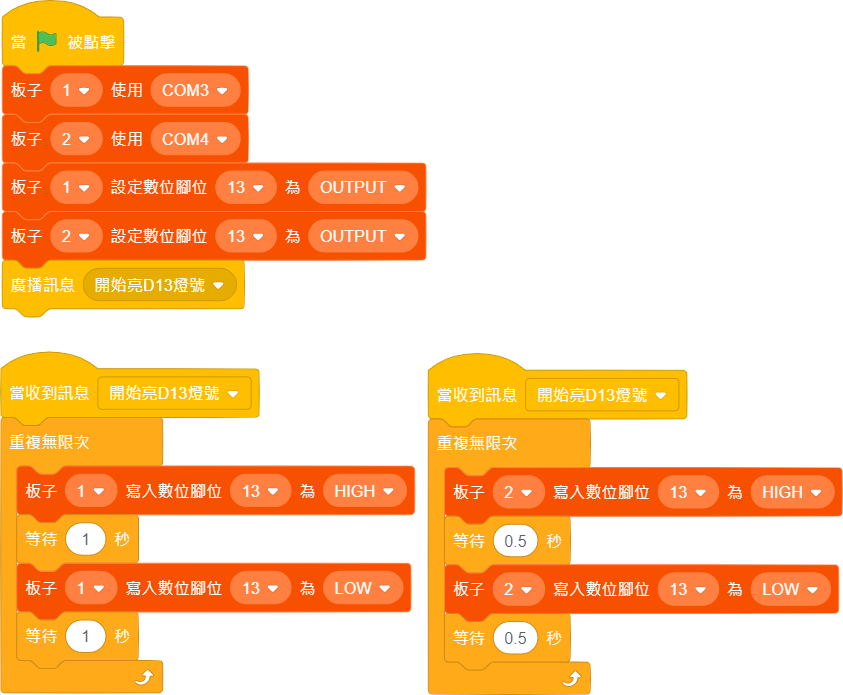 當 被點擊
板子 1 使用 COM3
板子 2 使用 COM4
板子 1 設定數位腳位 13 為 OUTPUT
板子 2 設定數位腳位 13 為 OUTPUT
廣播訊息 開始亮D13燈號
當收到訊息 開始亮D13燈號
重複無限次
板子 1 寫入數位腳位 13 為 HIGH
等待 1 秒
板子 1 寫入數位腳位 13 為 LOW
等待 1 秒
當收到訊息 開始亮D13燈號
重複無限次
板子 2 寫入數位腳位 13 為 HIGH
等待 0.5 秒
板子 2 寫入數位腳位 13 為 LOW
等待 0.5 秒